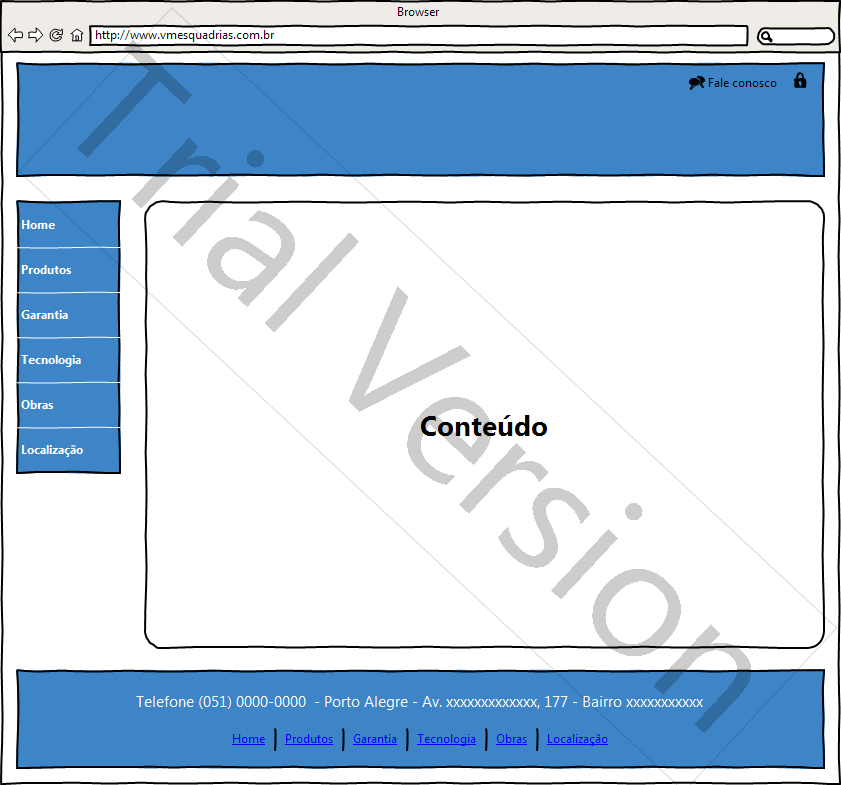 Browser
http://www.vmesquadrias.com.br
Fale conosco
Home
Produtos
Garantia
Tecnologia
Obras
Localização
Conteúdo
Trial Version
Telefone (051) 0000-0000 - Porto Alegre - Av. xxxxxxxxxxxxx, 177 - Bairro xxxxxxxxxxx
Home Produtos Garantia Tecnologia Obras Localização